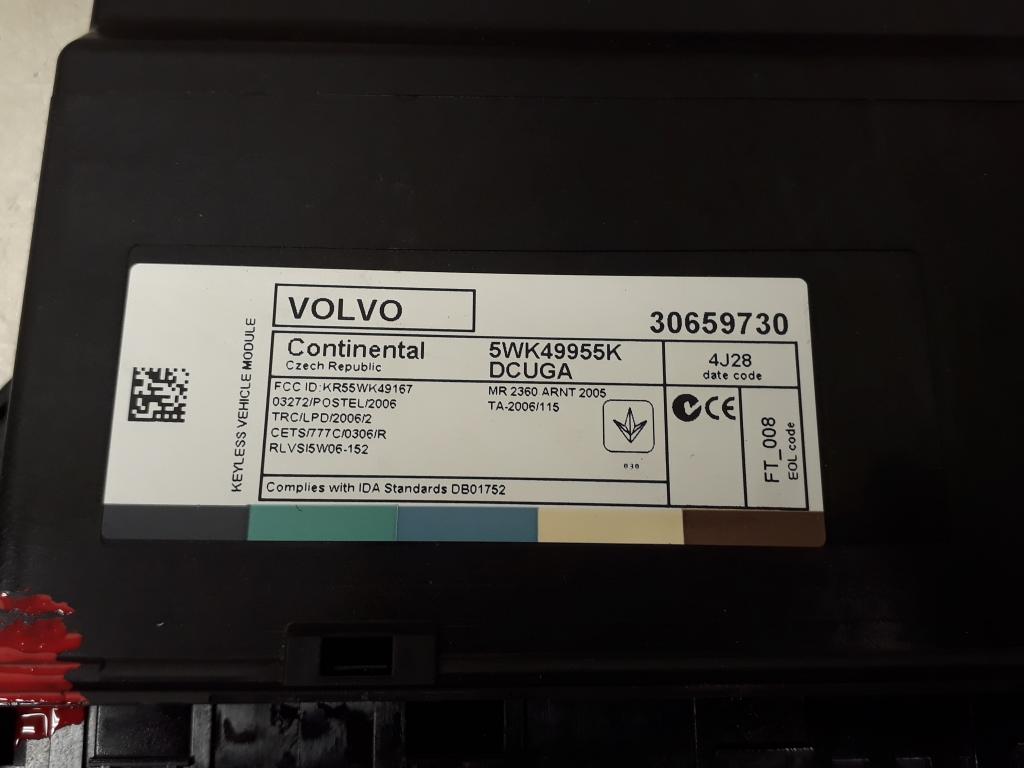 VOLVO
30659730
KEYLESS VEHICLE MODULE
Continental
Czech Republic
5WK49955K
DCUGA
4J28
date code
FCC ID:KR55WK49167
03272/POSTEL/2006
TRC/LPD/2006/2
CETS/777C/0306/R
RLVSI5W06-152
MR 2360 ARNT 2005
TA-2006/115
030
CE
FT_008
EOL code
Complies with IDA Standards DB01752